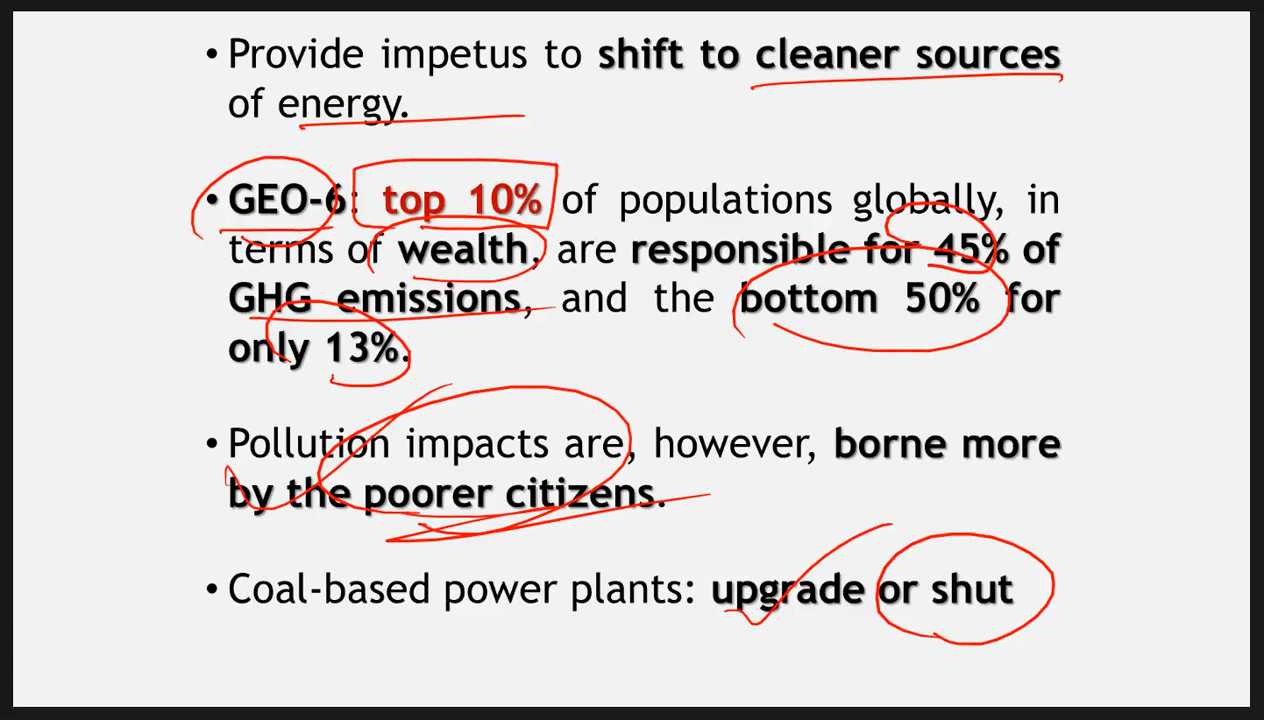 • Provide impetus to shift to cleaner sources
of energy.
• GEO-6: top 10% of populations globally, in
terms of wealth, are responsible for 45% of
GHG emissions, and the bottom 50% for
only 13%.
• Pollution impacts are, however, borne more
by the poorer citizens.
• Coal-based power plants: upgrade or shut